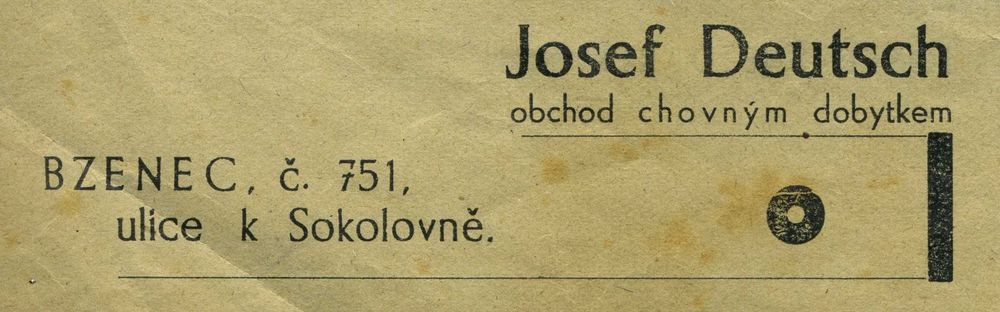 Josef Deutsch
obchod chovným dobytkem
BZENEC, č. 751,
ulice k Sokolovně.